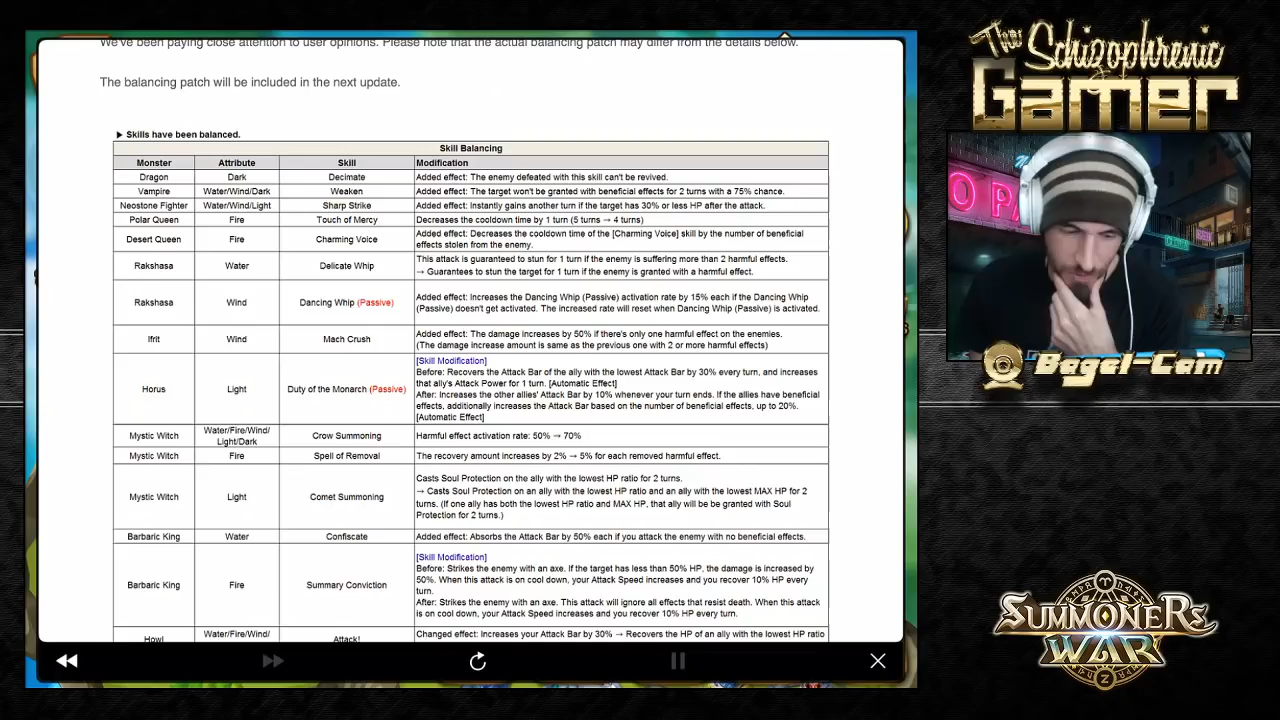 We've been paying close attention to user opinions. Please note that the actual balancing patch may differ from the details below.
The balancing patch will be included in the next update.
▶ Skills have been balanced.
Skill Balancing
Monster Attribute Skill Modification
Dragon Dark Decimate Added effect: The enemy defeated with this skill can't be revived.
Vampire Water/Wind/Dark Weaken Added effect: The target won't be granted with beneficial effects for 2 turns with a 75% chance.
Neostone Fighter Water/Wind/Light Sharp Strike Added effect: Instantly gains another turn if the target has 30% or less HP after the attack.
Polar Queen Fire Touch of Mercy Decreases the cooldown time by 1 turn (5 turns → 4 turns)
Desert Queen Fire Charming Voice Added effect: Decreases the cooldown time of the [Charming Voice] skill by the number of beneficial
effects stolen from the enemy.
Rakshasa Water Delicate Whip This attack is guaranteed to stun for 1 turn if the enemy is suffering more than 2 harmful effects.
→ Guarantees to stun the target for 1 turn if the enemy is granted with a harmful effect.
Rakshasa Wind Dancing Whip (Passive) Added effect: Increases the Dancing Whip (Passive) activation rate by 15% each if the Dancing Whip
(Passive) doesn't get activated. The increased rate will reset when Dancing Whip (Passive) is activated.
Ifrit Wind Mach Crush Added effect: The damage increases by 50% if there's only one harmful effect on the enemies.
(The damage increase amount is same as the previous one with 2 or more harmful effects)
Horus Light Duty of the Monarch (Passive) [Skill Modification]
Before: Recovers the Attack Bar of the ally with the lowest Attack Bar by 30% every turn, and increases
that ally's Attack Power for 1 turn. [Automatic Effect]
After: Increases the other allies' Attack Bar by 10% whenever your turn ends. If the allies have beneficial
effects, additionally increases the Attack Bar based on the number of beneficial effects, up to 20%.
[Automatic Effect]
Mystic Witch Water/Fire/Wind/
Light/Dark Crow Summoning Harmful effect activation rate: 50% → 70%
Mystic Witch Fire Spell of Removal The recovery amount increases by 2% → 5% for each removed harmful effect.
Mystic Witch Light Comet Summoning Casts Soul Protection on the ally with the lowest HP ratio for 2 turns.
→ Casts Soul Protection on an ally with the lowest HP ratio and an ally with the lowest MAX HP for 2
turns. (If one ally has both the lowest HP ratio and MAX HP, that ally will be be granted with Soul
Protection for 2 turns.)
Barbaric King Water Confiscate Added effect: Absorbs the Attack Bar by 50% each if you attack the enemy with no beneficial effects.
Barbaric King Fire Summary Conviction [Skill Modification]
Before: Strikes the enemy with an axe. If the target has less than 50% HP, the damage is increased by
50%. When this attack is on cool down, your Attack Speed increases and you recover 10% HP every
turn.
After: Strikes the enemy with an axe. This attack will ignore all effects that resist death. When this attack
is on cool down, your Attack Speed increases and you recover 10% HP every turn.
Howl Water/Fire/Wind/ Attack! Changed effect: Increases your Attack Bar by 30% → Recovers the HP of an ally with the lowest HP ratio
The
Schizophrenic
Gamer
OPA
Bagel-Cam
SUMMONERS
WAR